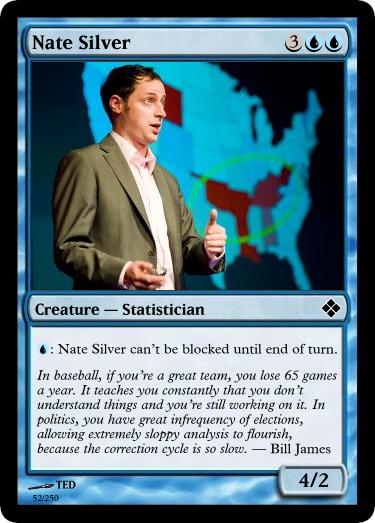 Nate Silver 3
Creature — Statistician
: Nate Silver can't be blocked until end of turn.
In baseball, if you're a great team, you lose 65 games
a year. It teaches you constantly that you don't
understand things and you're still working on it. In
politics, you have great infrequency of elections,
allowing extremely sloppy analysis to flourish,
because the correction cycle is so slow. — Bill James
4/2
TED
52/250